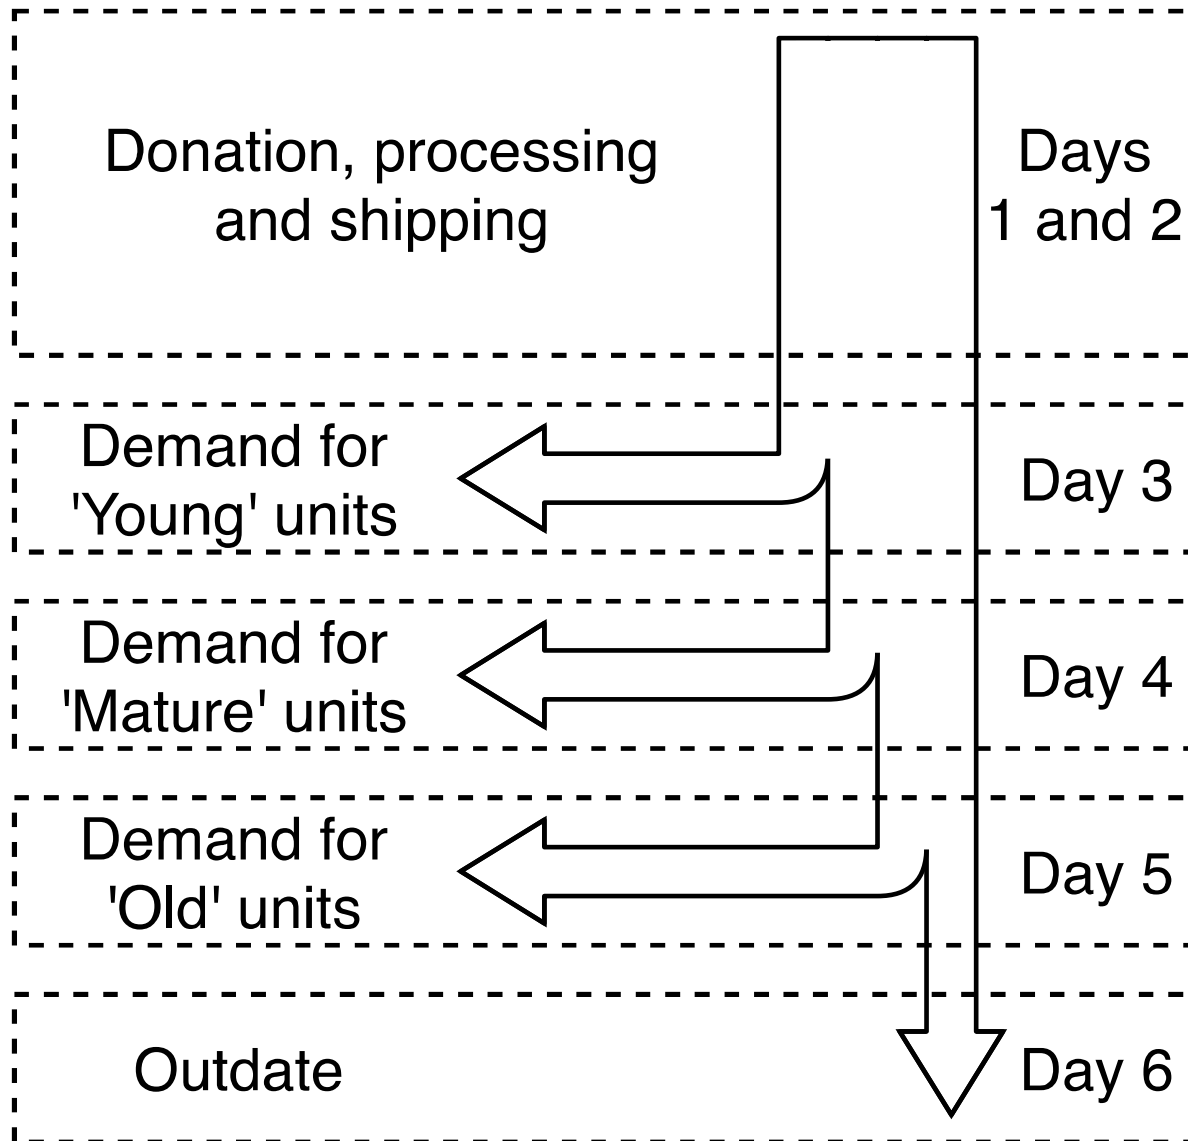 Donation, processing
and shipping
Days
1 and 2
Demand for
'Young' units
Day 3
Demand for
'Mature' units
Day 4
Demand for
'Old' units
Day 5
Outdate
Day 6